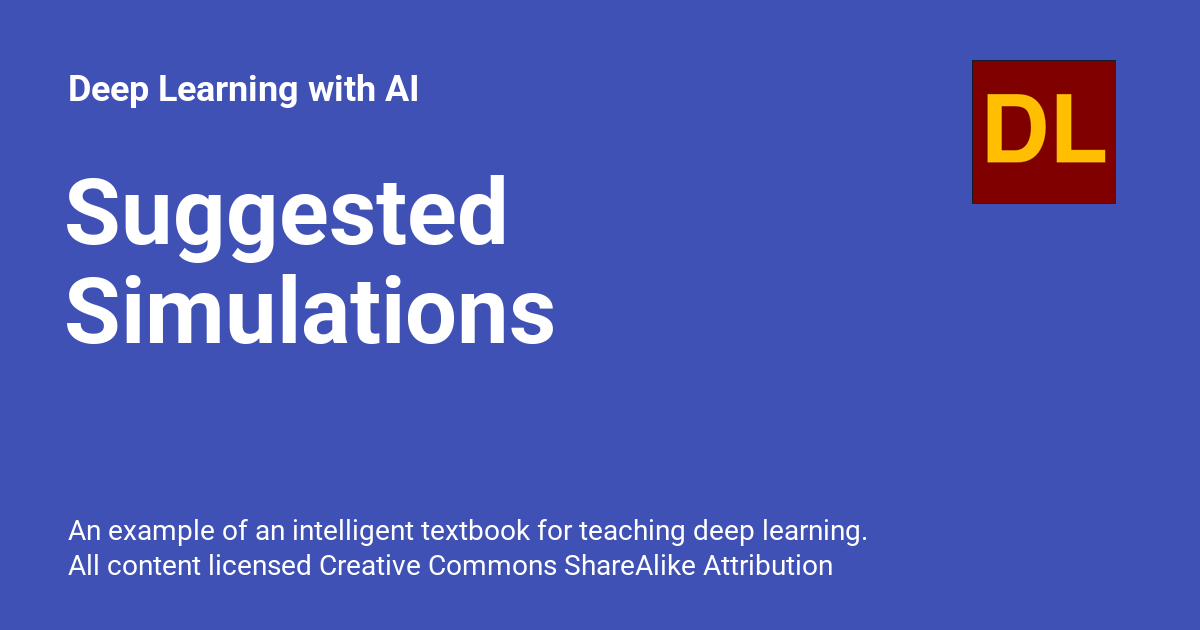 Deep Learning with AI
DL
Suggested
Simulations
An example of an intelligent textbook for teaching deep learning.
All content licensed Creative Commons ShareAlike Attribution